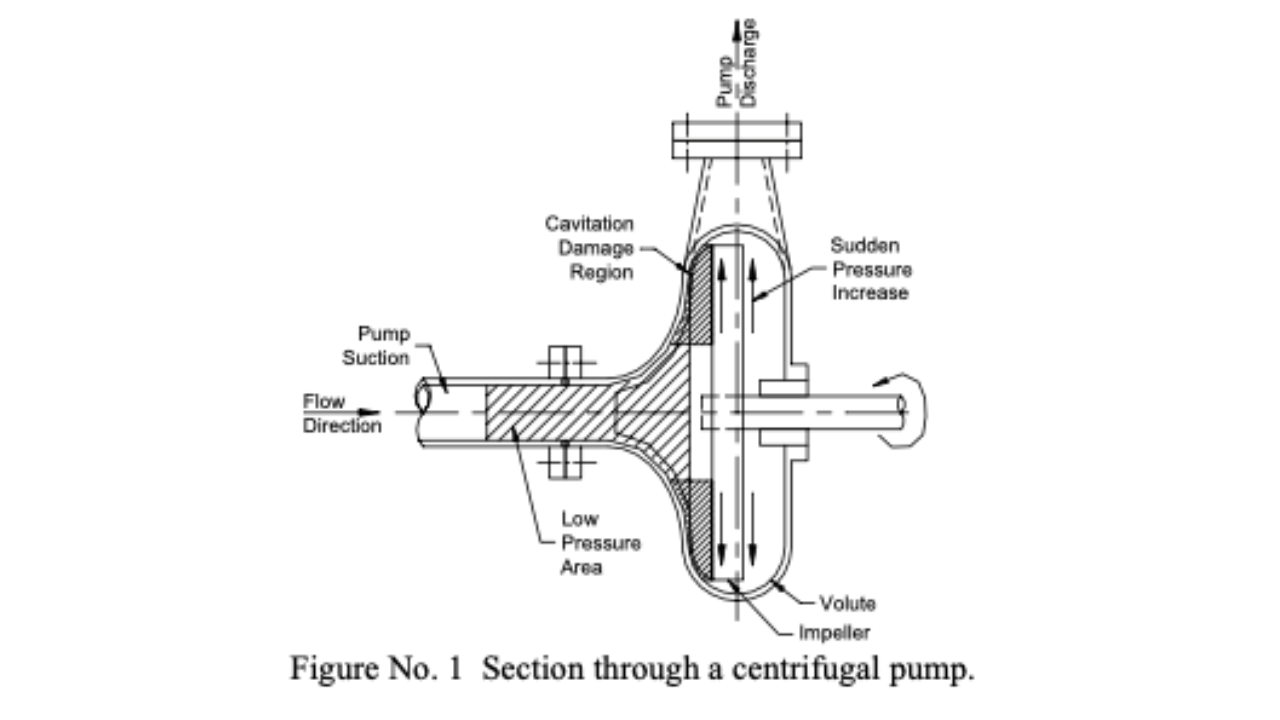 Pump
Discharge
Cavitation
Damage
Region
Sudden
Pressure
Increase
Pump
Suction
Flow
Direction
Low
Pressure
Area
Volute
Impeller
Figure No. 1 Section through a centrifugal pump.